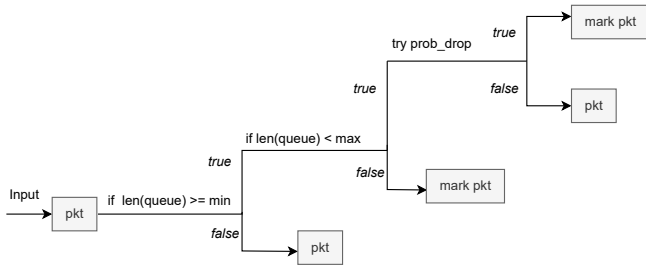 true
mark pkt
try prob_drop
false
true
pkt
if len(queue) < max
true
false
mark pkt
Input
if len(queue) >= min
pkt
false
pkt